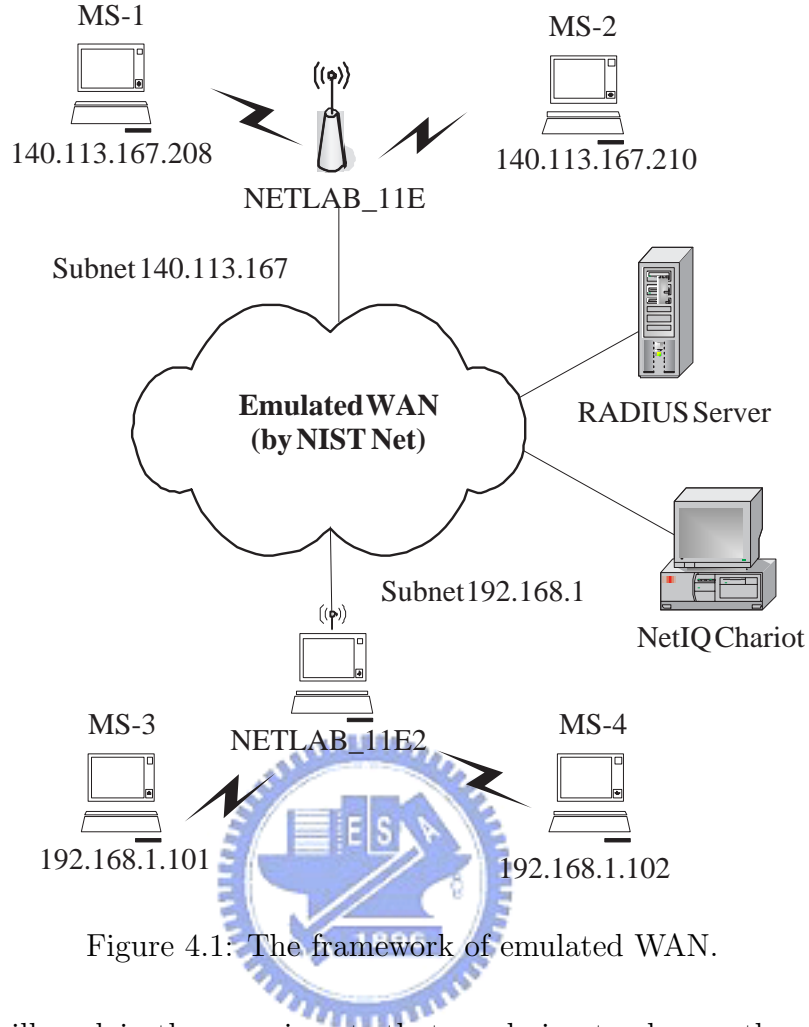 MS-1
MS-2
140.113.167.208
140.113.167.210
NETLAB_11E
Subnet 140.113.167
Emulated WAN
(by NIST Net)
RADIUS Server
Subnet 192.168.1
NetIQ Chariot
MS-3
NETLAB_11E2
MS-4
E S A
192.168.1.101
192.168.1.102
1896
Figure 4.1: The framework of emulated WAN.